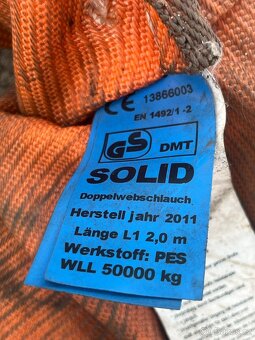 CE 13866003
EN 1492/1 -2
GS DMT
SOLID
Doppelwebschlauch
Herstell jahr 2011
Länge L1 2,0 m
Werkstoff: PES
WLL 50000 kg